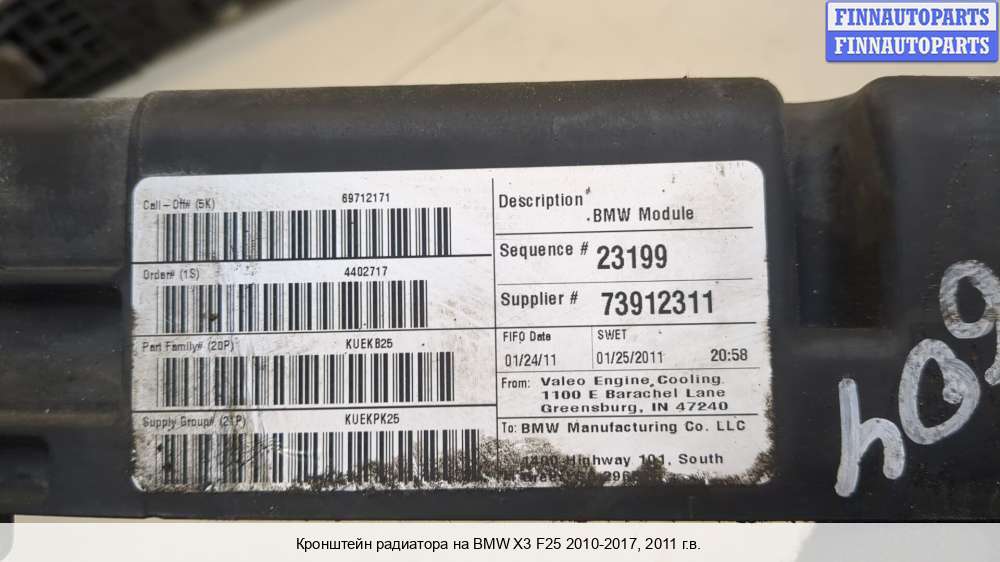 FINNAUTOPARTS
FINNAUTOPARTS
Call-Off# (5K) 69712171
Order# (1S) 4402717
Part Family# (20P) KUEKB25
Supply Group# (21P) KUEKPK25
Description
.BMW Module
Sequence # 23199
Supplier # 73912311
FIFO Date SWET
01/24/11 01/25/2011 20:58
From: Valeo Engine Cooling
1100 E Barachel Lane
Greensburg, IN 47240
To: BMW Manufacturing Co. LLC
Highway 101, South
h09
Кронштейн радиатора на BMW X3 F25 2010-2017, 2011 г.в.